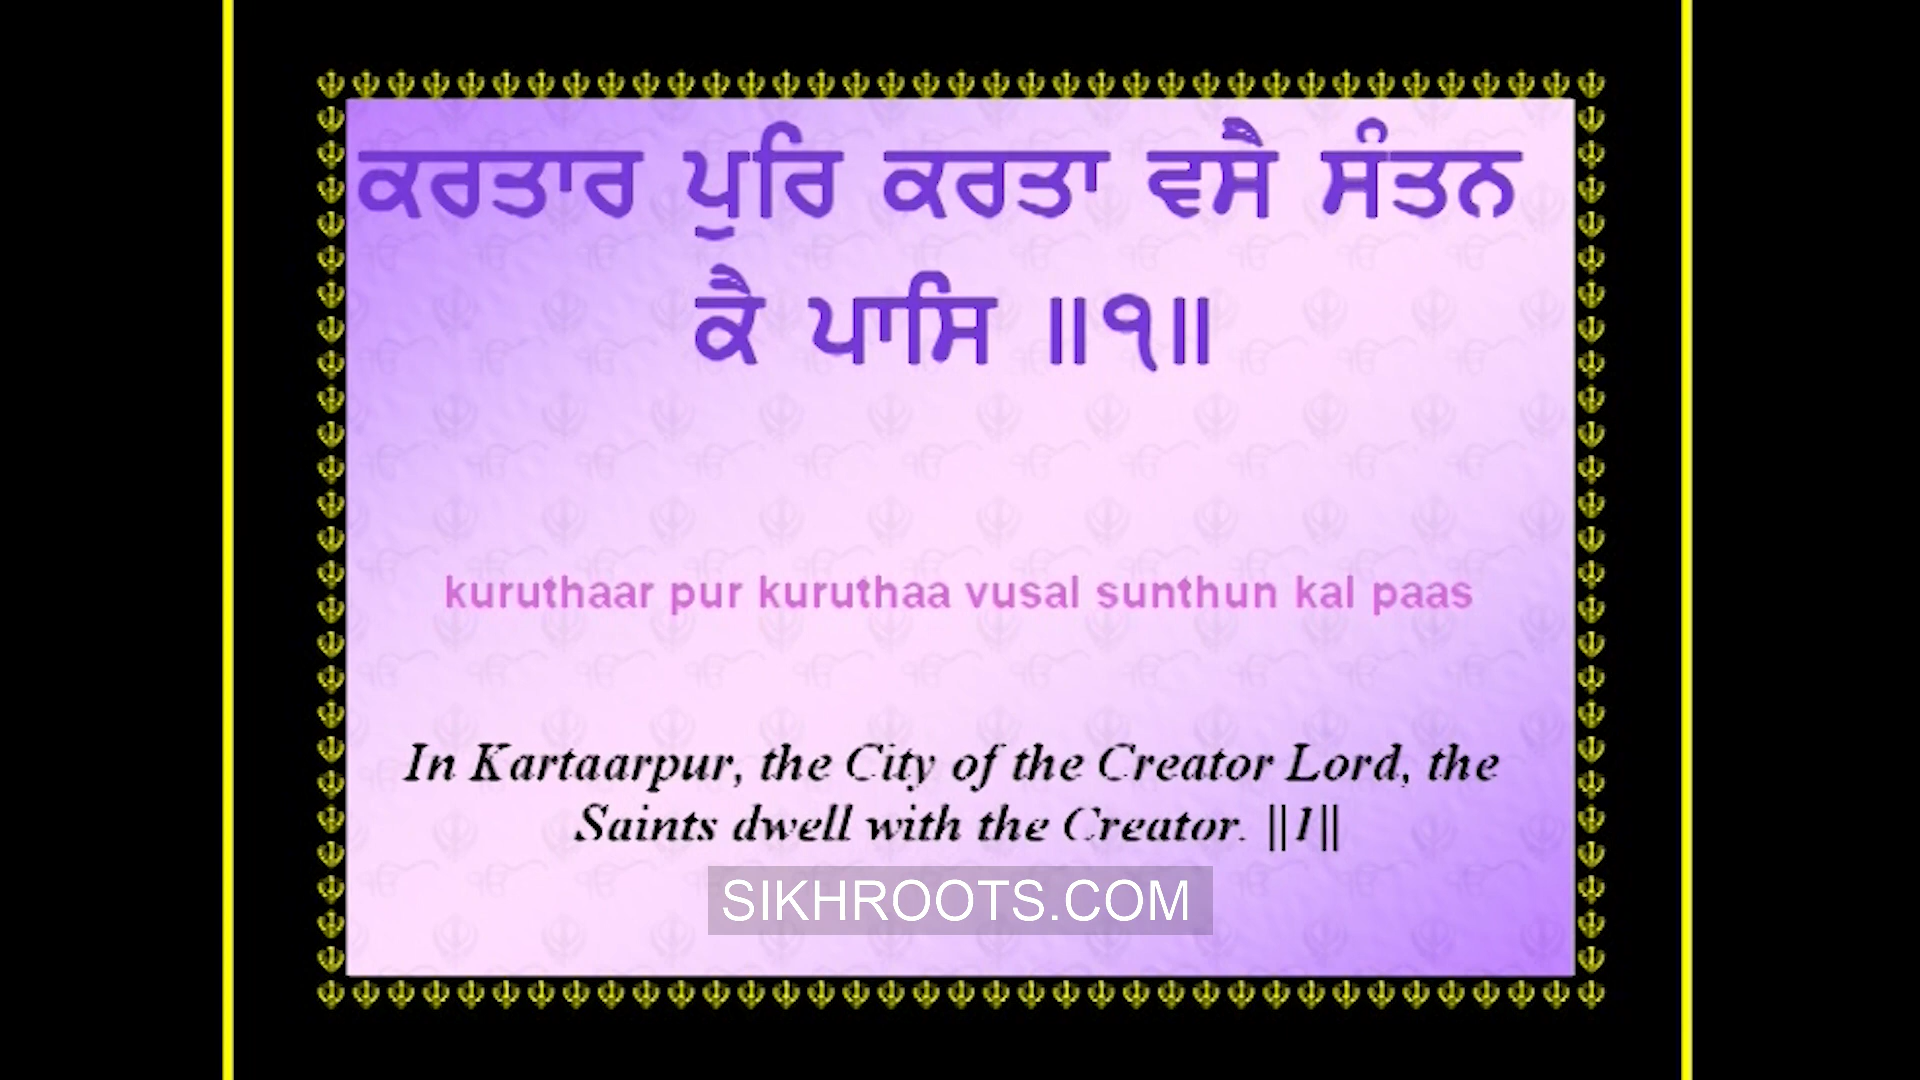 ਕਰਤਾਰ ਪੁਰਿ ਕਰਤਾ ਵਸੈ ਸੰਤਨ
ਕੈ ਪਾਸਿ ॥੧॥
kuruthaar pur kuruthaa vusal sunthun kal paas
In Kartaarpur, the City of the Creator Lord, the
Saints dwell with the Creator. ||1||
SIKHROOTS.COM